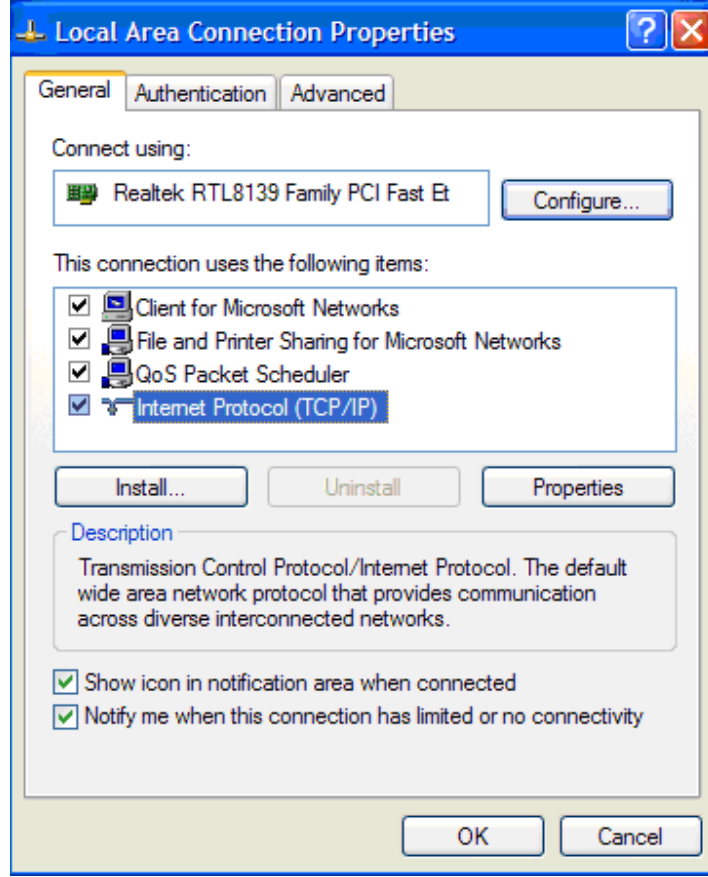 Local Area Connection Properties
General Authentication Advanced
Connect using:
Realtek RTL8139 Family PCI Fast Et
Configure...
This connection uses the following items:
Client for Microsoft Networks
File and Printer Sharing for Microsoft Networks
QoS Packet Scheduler
Internet Protocol (TCP/IP)
Install... Uninstall Properties
Description
Transmission Control Protocol/Internet Protocol. The default
wide area network protocol that provides communication
across diverse interconnected networks.
Show icon in notification area when connected
Notify me when this connection has limited or no connectivity
OK Cancel